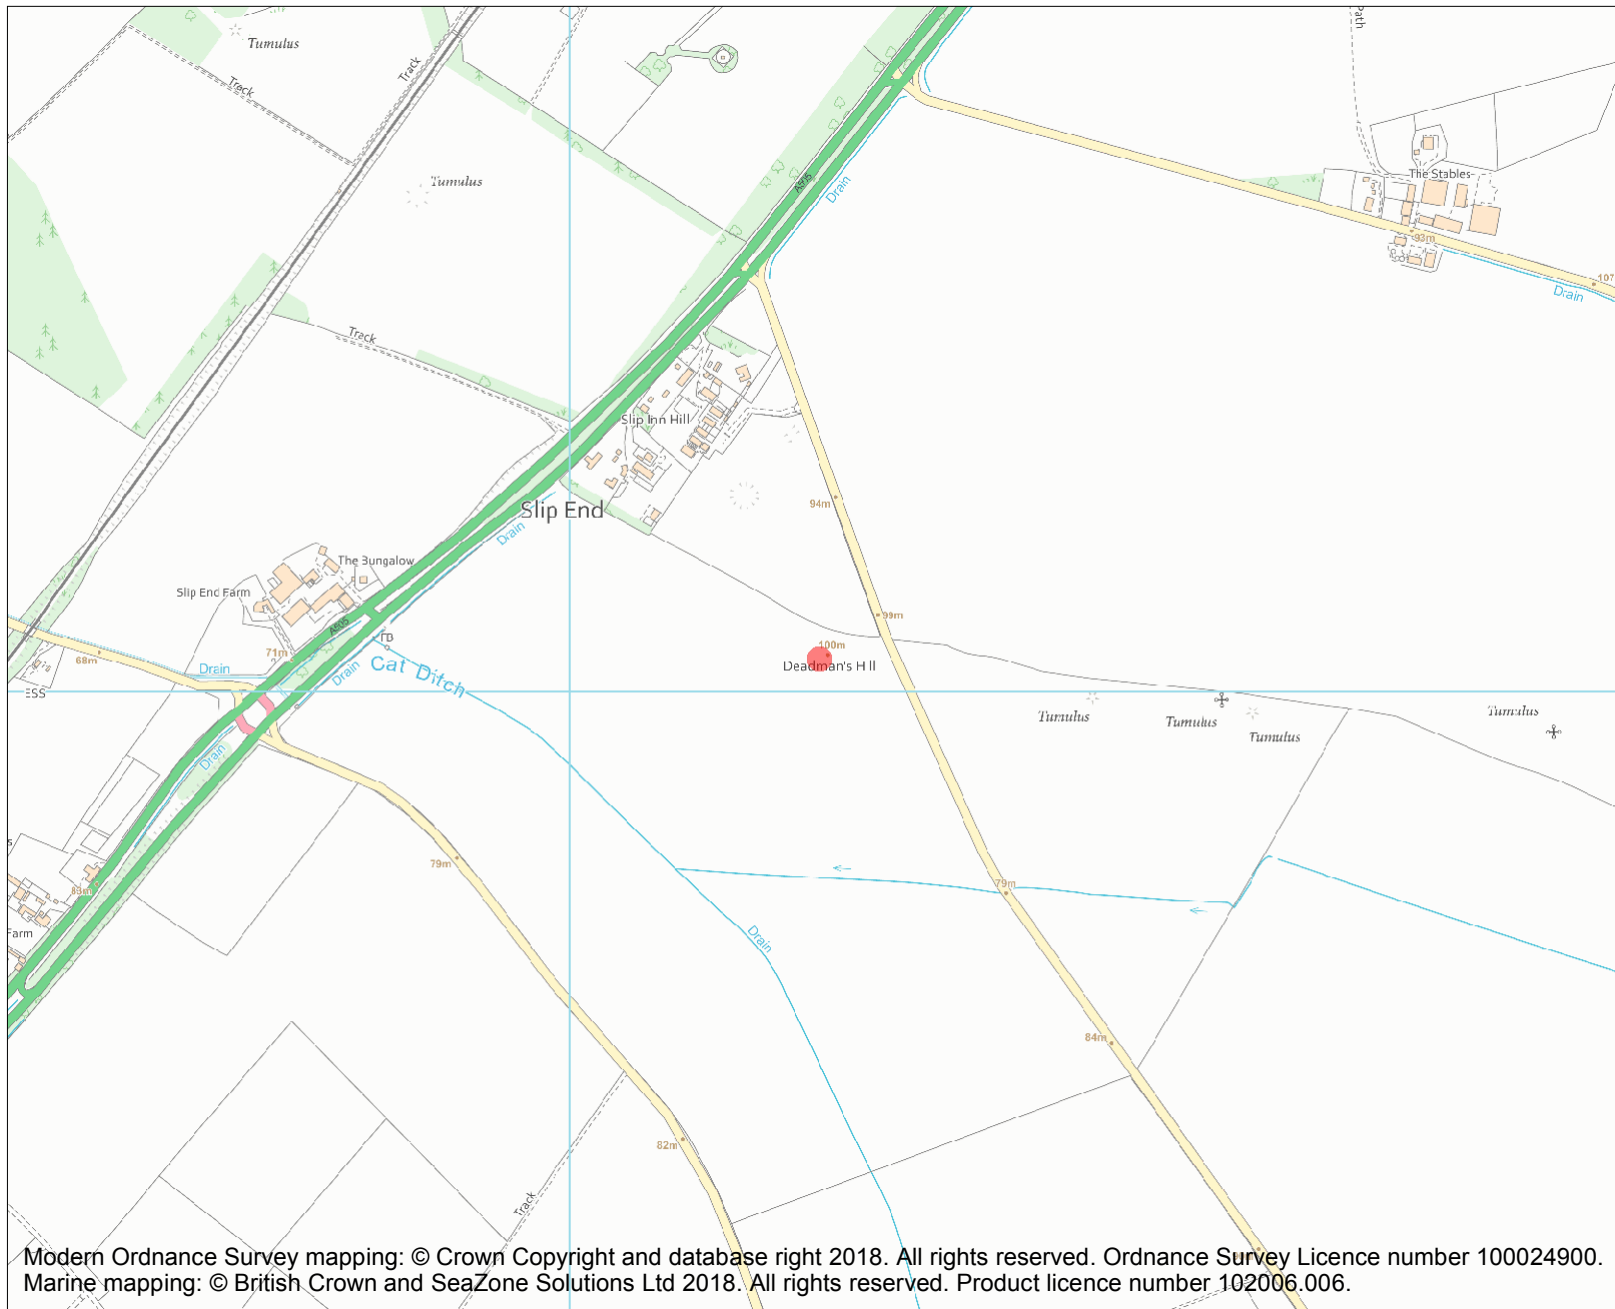 Tumulus
Track
Track
Path
Tumulus
A505
Drain
The Stables
93m
107
Drain
Track
Slip Inn Hill
94m
Slip End
Drain
The Bungalow
Slip End Farm
99m
A505
100m
Deadman's Hill
71m
68m
Drain
Drain
Cat Ditch
ESS
Tumulus
Tumulus
Tumulus
Tumulus
Drain
79m
79m
83m
Farm
Drain
84m
82m
Track
Modern Ordnance Survey mapping: © Crown Copyright and database right 2018. All rights reserved. Ordnance Survey Licence number 100024900.
Marine mapping: © British Crown and SeaZone Solutions Ltd 2018. All rights reserved. Product licence number 102006.006.